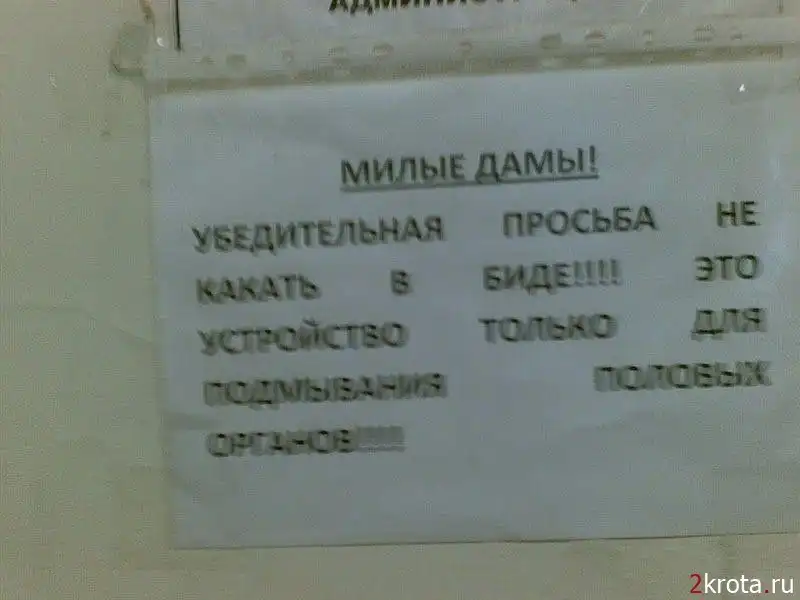 МИЛЫЕ ДАМЫ!
УБЕДИТЕЛЬНАЯ ПРОСЬБА НЕ
КАКАТЬ В БИДЕ!!!! ЭТО
УСТРОЙСТВО ТОЛЬКО ДЛЯ
ПОДМЫВАНИЯ ПОЛОВЫХ
ОРГАНОВ!!!!!
2krota.ru